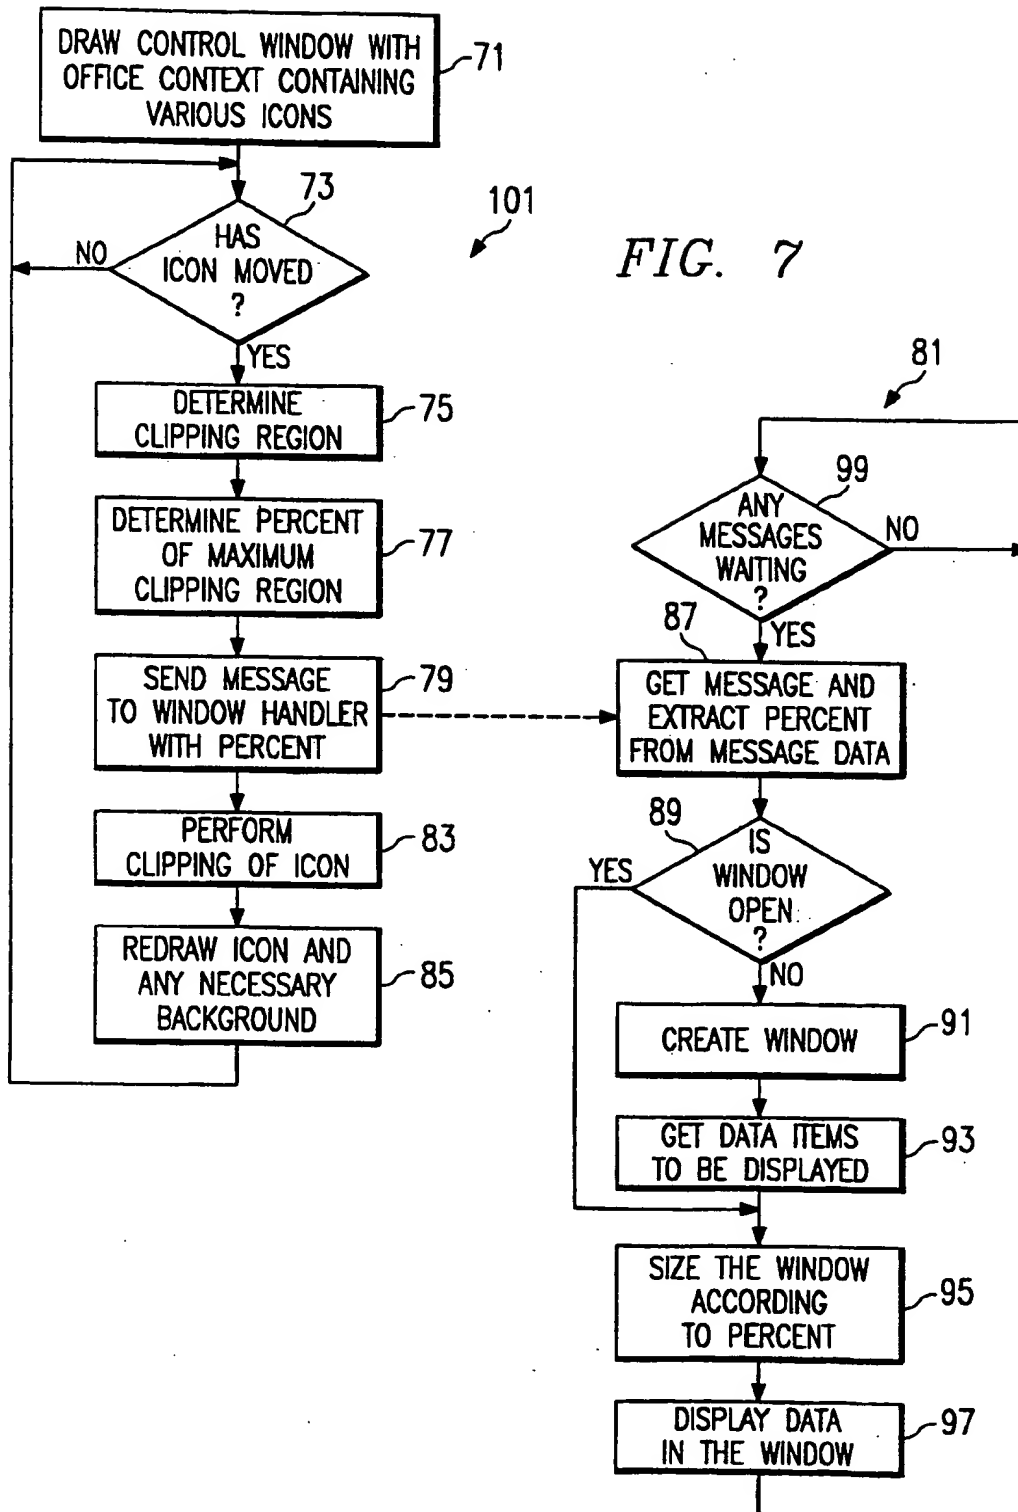 DRAW CONTROL WINDOW WITH
OFFICE CONTEXT CONTAINING
VARIOUS ICONS
71
73
HAS
ICON MOVED
?
NO
YES
101
FIG. 7
DETERMINE
CLIPPING REGION
75
DETERMINE PERCENT
OF MAXIMUM
CLIPPING REGION
77
SEND MESSAGE
TO WINDOW HANDLER
WITH PERCENT
79
PERFORM
CLIPPING OF ICON
83
REDRAW ICON AND
ANY NECESSARY
BACKGROUND
85
81
99
ANY
MESSAGES
WAITING
?
NO
YES
87
GET MESSAGE AND
EXTRACT PERCENT
FROM MESSAGE DATA
89
IS
WINDOW
OPEN
?
YES
NO
CREATE WINDOW
91
GET DATA ITEMS
TO BE DISPLAYED
93
SIZE THE WINDOW
ACCORDING
TO PERCENT
95
DISPLAY DATA
IN THE WINDOW
97